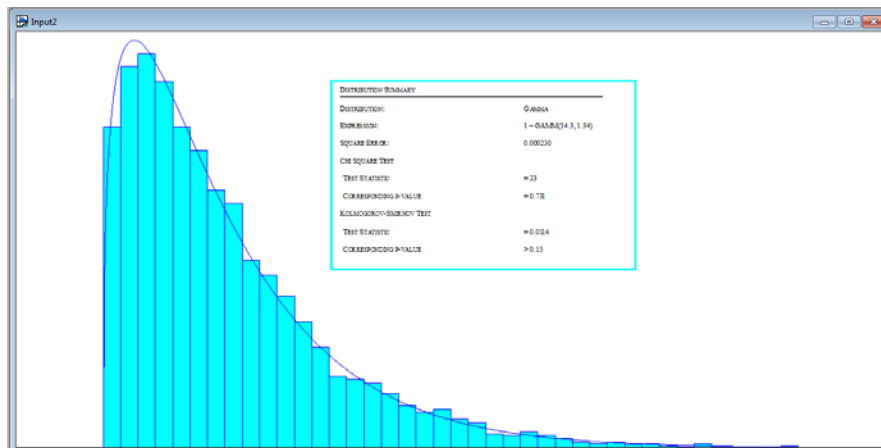 Input2
DISTRIBUTION SUMMARY
DISTRIBUTION: GAMMA
EXPRESSION: 1 – GAMM(14.3, 1.34)
SQUARE ERROR: 0.000230
CHI SQUARE TEST
TEST STATISTIC = 23
CORRESPONDING P-VALUE = 0.731
KOLMOGOROV-SMIRNOV TEST
TEST STATISTIC = 0.0114
CORRESPONDING P-VALUE > 0.15